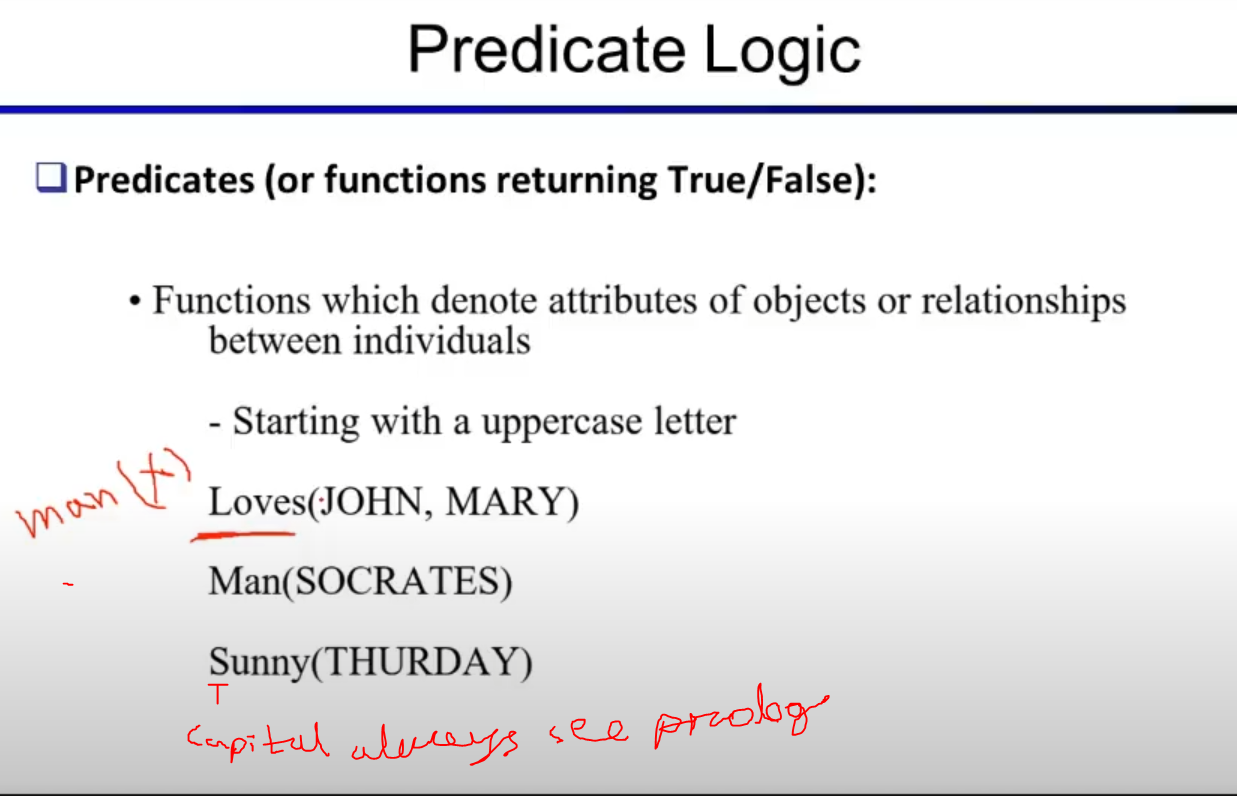 Predicate Logic
Predicates (or functions returning True/False):
• Functions which denote attributes of objects or relationships
between individuals
- Starting with a uppercase letter
man(x)
Loves(JOHN, MARY)
Man(SOCRATES)
Sunny(THURDAY)
T
capital always see proolog